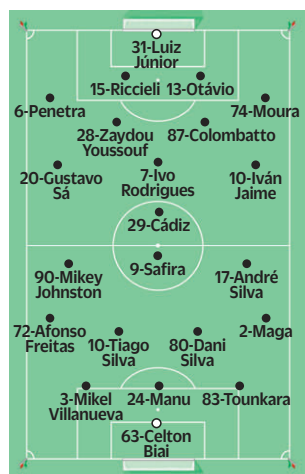 31-Luiz
Júnior
15-Riccieli 13-Otávio
6-Penetra
74-Moura
28-Zaydou
Youssouf
87-Colombatto
20-Gustavo
Sá
7-Ivo
Rodrigues
10-Iván
Jaime
29-Cádiz
9-Safira
90-Mikey
Johnston
17-André
Silva
72-Afonso
Freitas
10-Tiago
Silva
80-Dani
Silva
2-Maga
3-Mikel
Villanueva
24-Manu
83-Tounkara
63-Celton
Biai